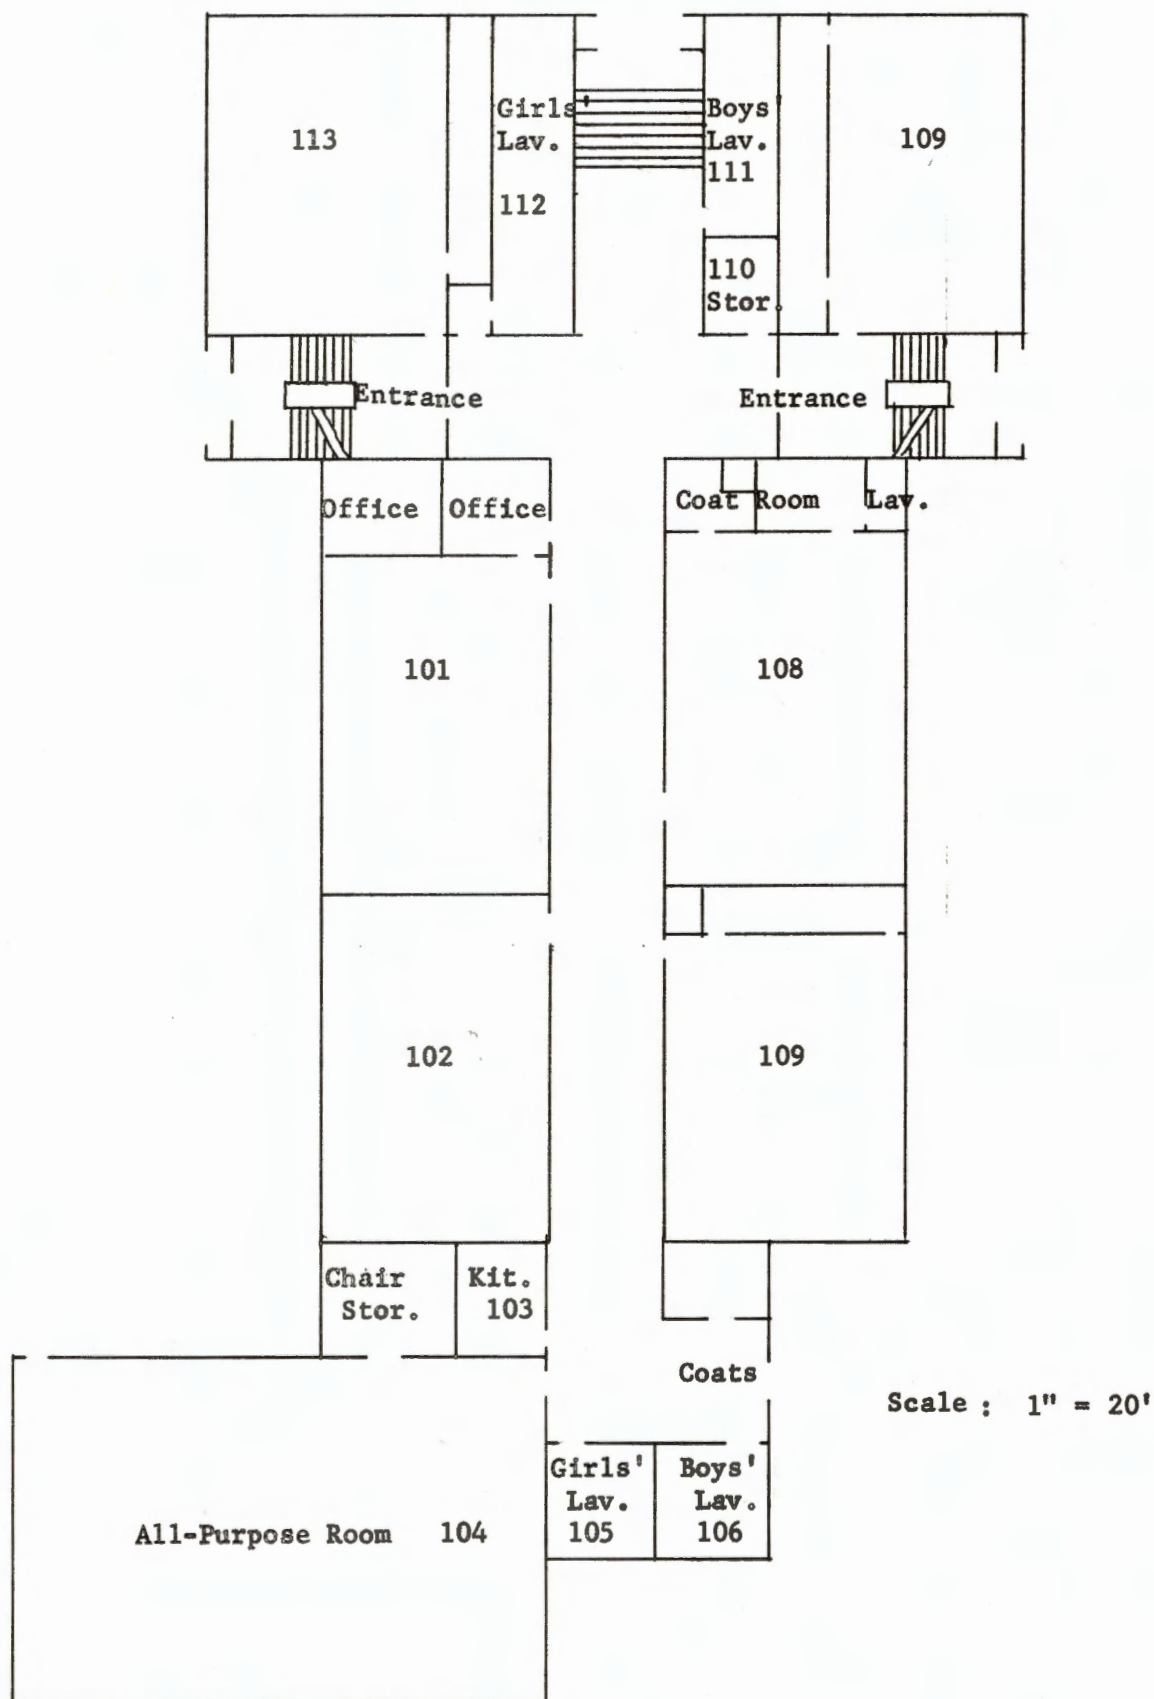 113
Girls'
Lav.
112
Boys
Lav.
111
109
110
Stor.
Entrance
Entrance
Office
Office
Coat Room
Lav.
101
108
102
109
Chair
Stor.
Kit.
103
Coats
Scale : 1" = 20'
Girls'
Lav.
105
Boys'
Lav.
106
All-Purpose Room 104